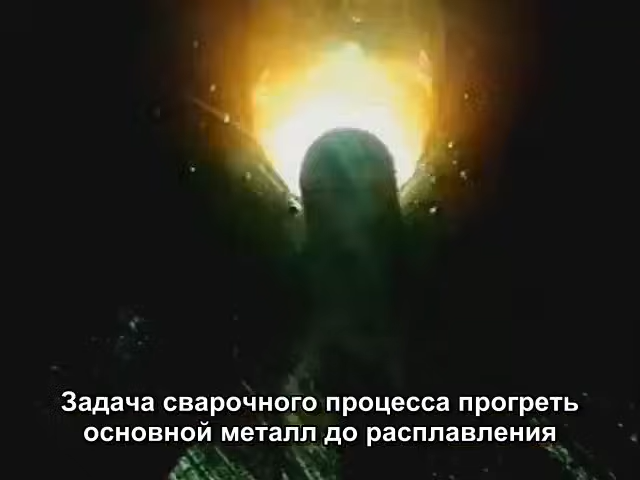 Задача сварочного процесса прогреть
основной металл до расплавления